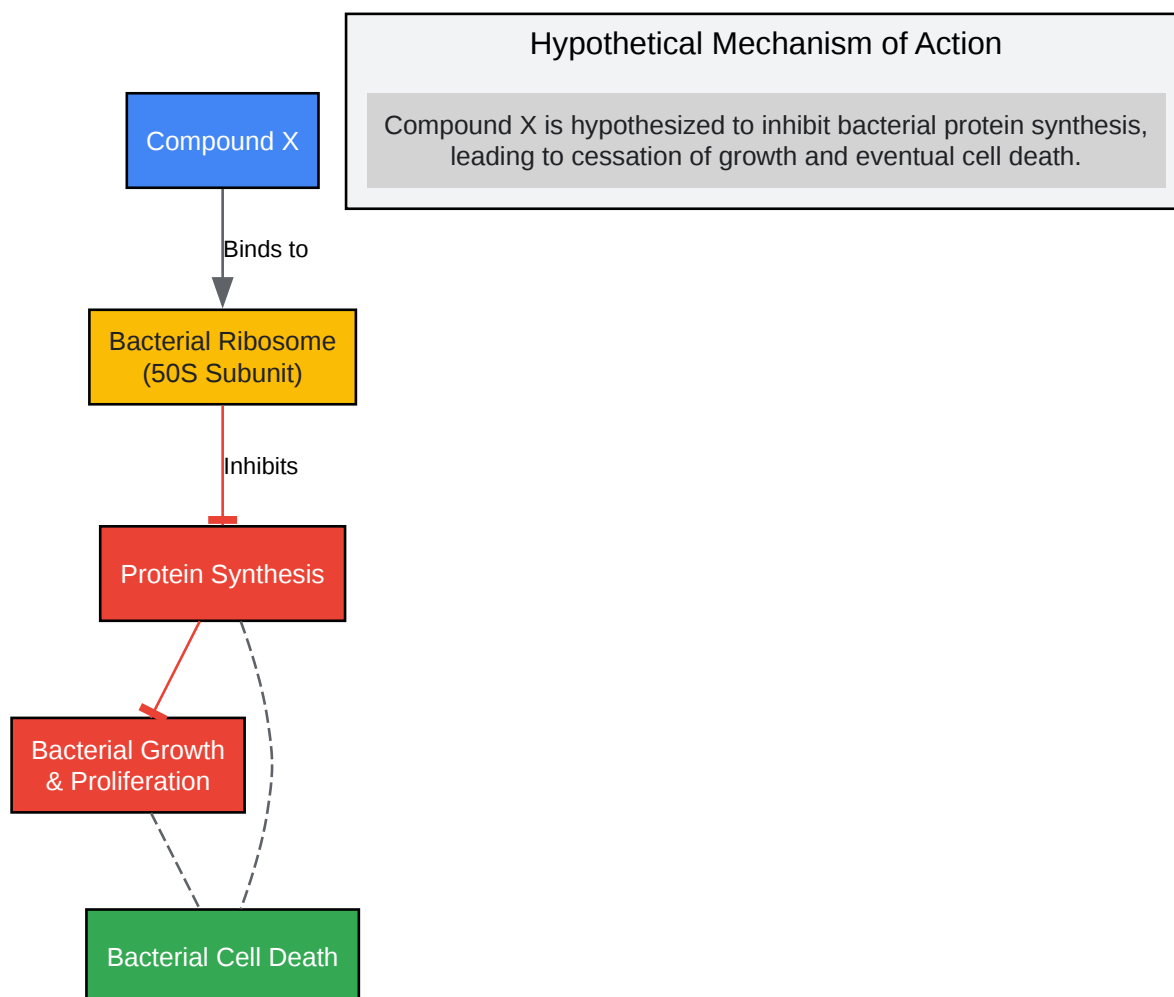 Hypothetical Mechanism of Action
Compound X is hypothesized to inhibit bacterial protein synthesis,
leading to cessation of growth and eventual cell death.
Compound X
Binds to
Bacterial Ribosome
(50S Subunit)
Inhibits
Protein Synthesis
Bacterial Growth
& Proliferation
Bacterial Cell Death